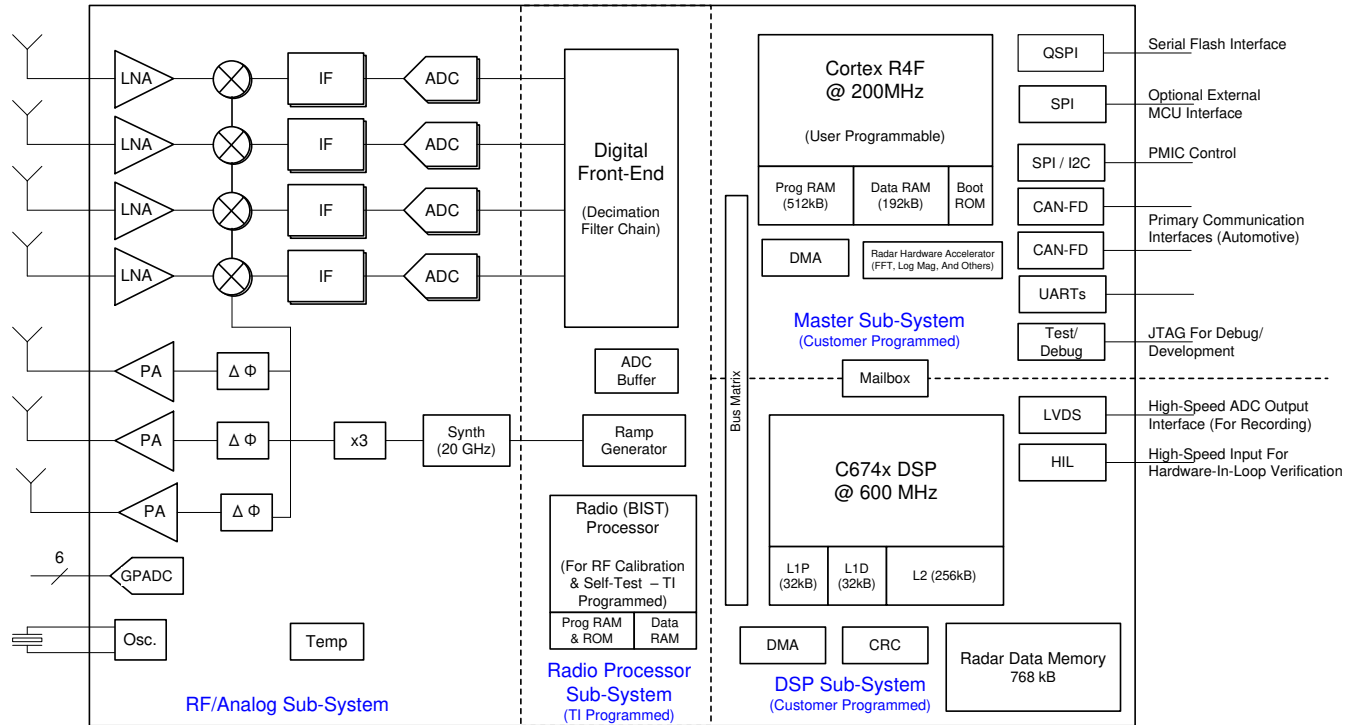 LNA
IF
ADC
LNA
IF
ADC
LNA
IF
ADC
LNA
IF
ADC
PA
Δ Φ
PA
Δ Φ
PA
Δ Φ
x3
Synth
(20 GHz)
6
GPADC
Osc.
Temp
RF/Analog Sub-System
Digital
Front-End
(Decimation
Filter Chain)
ADC
Buffer
Ramp
Generator
Radio (BIST)
Processor
(For RF Calibration
& Self-Test – TI
Programmed)
Prog RAM
& ROM
Data
RAM
Radio Processor
Sub-System
(TI Programmed)
Cortex R4F
@ 200MHz
(User Programmable)
Prog RAM
(512kB)
Data RAM
(192kB)
Boot
ROM
DMA
Radar Hardware Accelerator
(FFT, Log Mag, And Others)
Master Sub-System
(Customer Programmed)
Bus Matrix
Mailbox
C674x DSP
@ 600 MHz
L1P
(32kB)
L1D
(32kB)
L2 (256kB)
DMA
CRC
DSP Sub-System
(Customer Programmed)
Radar Data Memory
768 kB
QSPI
Serial Flash Interface
SPI
Optional External
MCU Interface
SPI / I2C
PMIC Control
CAN-FD
Primary Communication
Interfaces (Automotive)
CAN-FD
UARTs
Test/
Debug
JTAG For Debug/
Development
LVDS
High-Speed ADC Output
Interface (For Recording)
HIL
High-Speed Input For
Hardware-In-Loop Verification